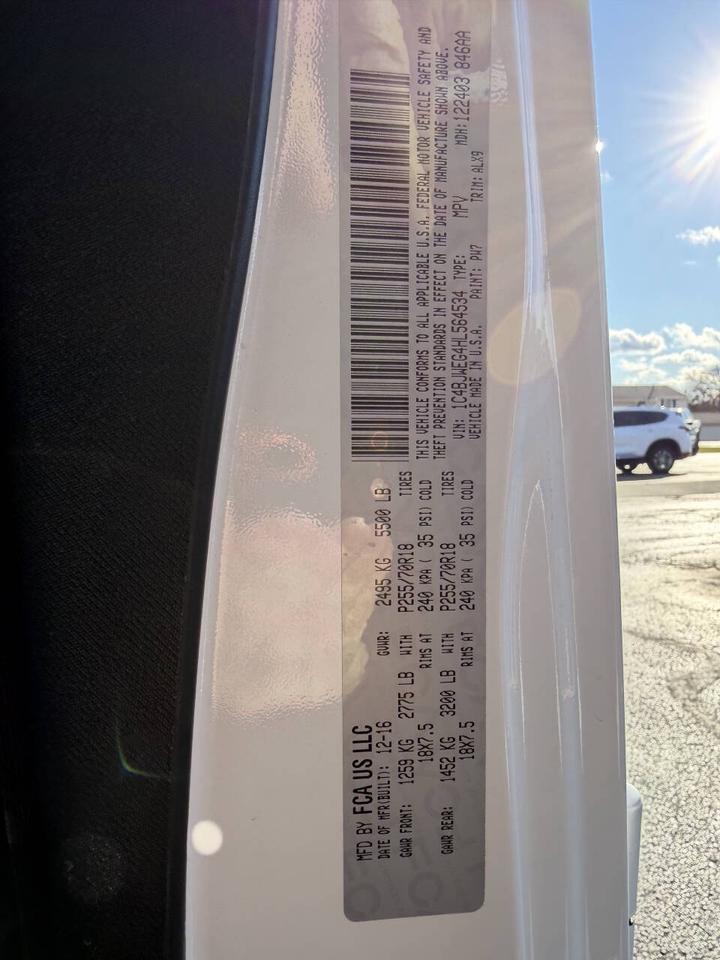 MFD BY FCA US LLC
DATE OF MFR(BUILT): 12-16 GVWR: 2495 KG 5500 LB
GAWR FRONT: 1259 KG 2775 LB WITH P255/70R18 TIRES
18X7.5 RIMS AT 240 KPA ( 35 PSI) COLD
GAWR REAR: 1452 KG 3200 LB WITH P255/70R18 TIRES
18X7.5 RIMS AT 240 KPA ( 35 PSI) COLD
THIS VEHICLE CONFORMS TO ALL APPLICABLE U.S.A. FEDERAL MOTOR VEHICLE SAFETY AND
THEFT PREVENTION STANDARDS IN EFFECT ON THE DATE OF MANUFACTURE SHOWN ABOVE.
VIN: 1C4BJWEG4HL564534 TYPE: MPV MDH: 122403 846AA
VEHICLE MADE IN U.S.A. PAINT: PW7 TRIM: ALX9